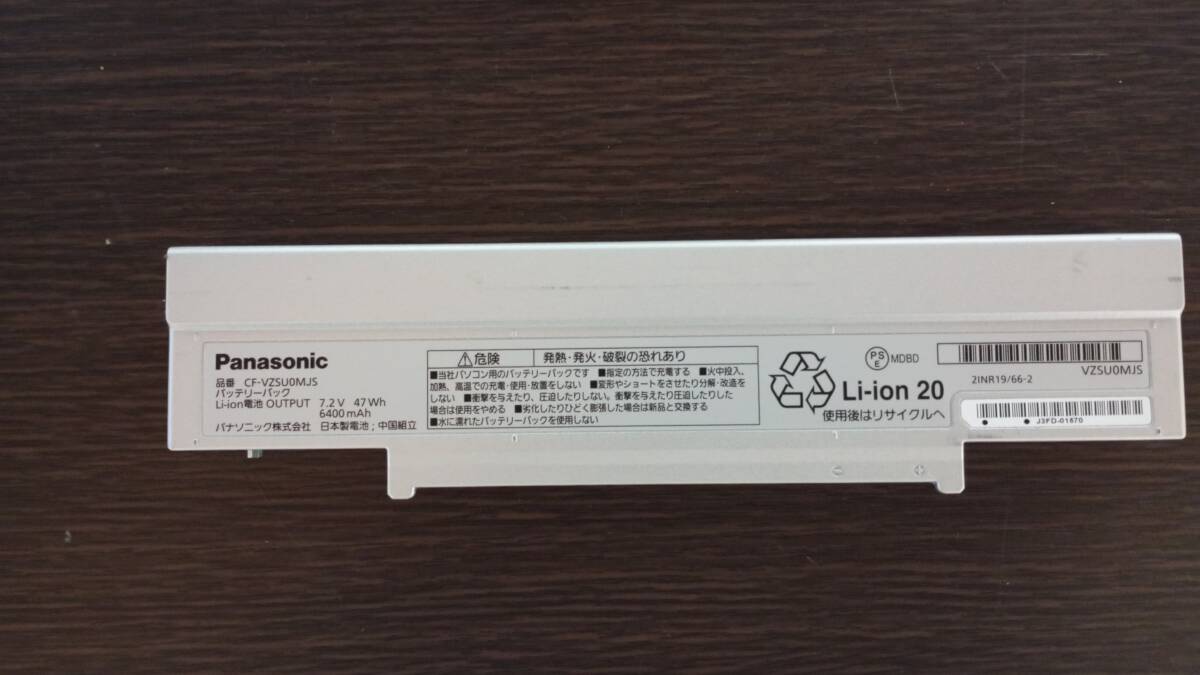 Panasonic
品番 CF-VZSU0MJS
バッテリーパック
Li-ion電池 OUTPUT 7.2 V 47 Wh
6400 mAh
パナソニック株式会社 日本製電池；中国組立
⚠危険 発熱・発火・破裂の恐れあり
■当社パソコン用のバッテリーパックです ■指定の方法で充電する ■火中投入、
加熱、高温での充電・使用・放置をしない ■変形やショートをさせたり分解・改造を
しない ■衝撃を与えたり、圧迫したりしない。衝撃を与えたり圧迫したりした
場合は使用をやめる ■劣化したりひどく膨張した場合は新品と交換する
■水に濡れたバッテリーパックを使用しない
Li-ion 20
使用後はリサイクルへ
PS
E
MDBD
VZSU0MJS
2INR19/66-2
J3FD-01870
⊖ ⊕